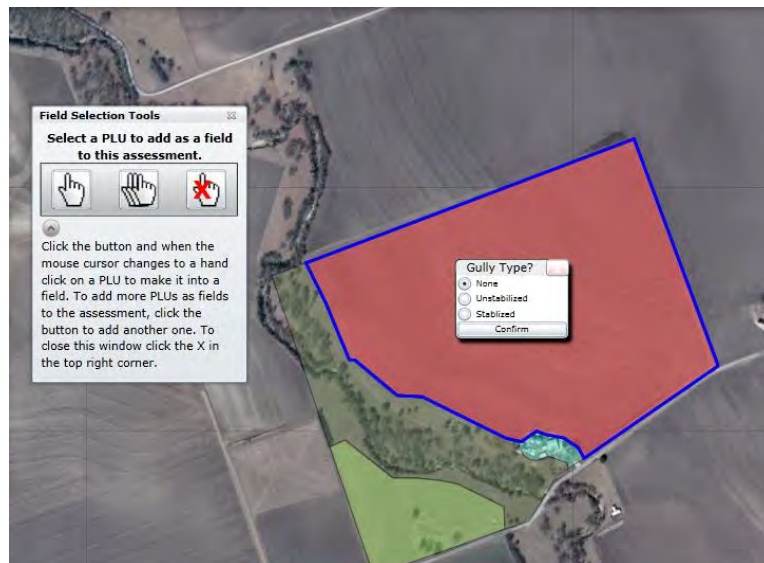 Field Selection Tools
Select a PLU to add as a field
to this assessment.
Click the button and when the
mouse cursor changes to a hand
click on a PLU to make it into a
field. To add more PLUs as fields
to the assessment, click the
button to add another one. To
close this window click the X in
the top right corner.
Gully Type?
None
Unstabilized
Stablized
Confirm